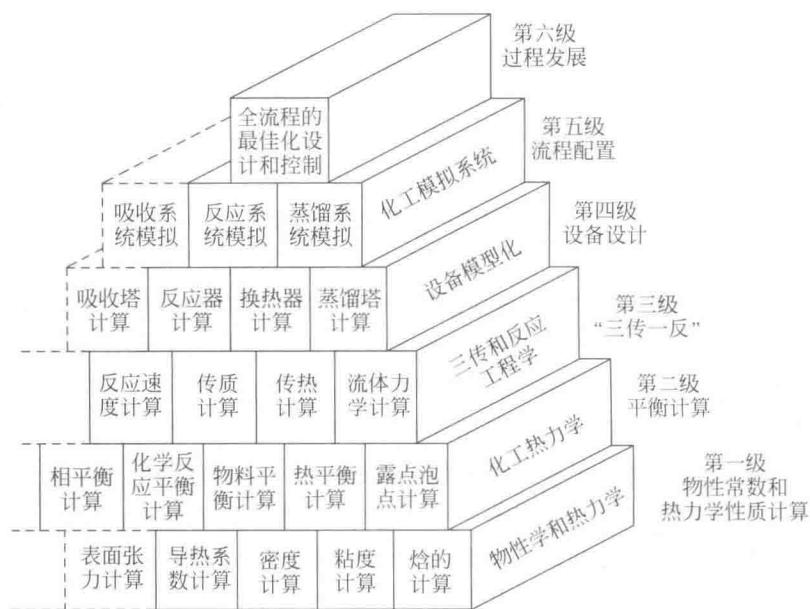 第六级
过程发展
全流程的
最佳化设
计和控制
第五级
流程配置
吸收系
统模拟
反应系
统模拟
蒸馏系
统模拟
化工模拟系统
第四级
设备设计
吸收塔
计算
反应器
计算
换热器
计算
蒸馏塔
计算
设备模型化
第三级
“三传一反”
反应速
度计算
传质
计算
传热
计算
流体力
学计算
三传和反应
工程学
第二级
平衡计算
相平衡
计算
化学反
应平衡
计算
物料平
衡计算
热平衡
计算
露点泡
点计算
化工热力学
第一级
物性常数和
热力学性质计算
表面张
力计算
导热系
数计算
密度
计算
粘度
计算
焓的
计算
物性学和热力学